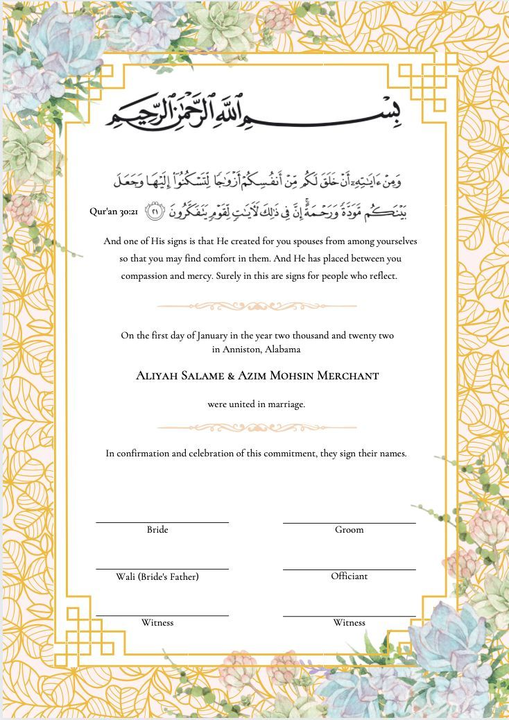 بِسْمِ اللَّهِ الرَّحْمَٰنِ الرَّحِيمِ
وَمِنْ ءَايَٰتِهِۦٓ أَنْ خَلَقَ لَكُم مِّنْ أَنفُسِكُمْ أَزْوَٰجًا لِّتَسْكُنُوٓا۟ إِلَيْهَا وَجَعَلَ
بَيْنَكُم مَّوَدَّةً وَرَحْمَةً إِنَّ فِى ذَٰلِكَ لَءَايَٰتٍ لِّقَوْمٍ يَتَفَكَّرُونَ ٢١ Qur'an 30:21
And one of His signs is that He created for you spouses from among yourselves
so that you may find comfort in them. And He has placed between you
compassion and mercy. Surely in this are signs for people who reflect.
On the first day of January in the year two thousand and twenty two
in Anniston, Alabama
Aliyah Salame & Azim Mohsin Merchant
were united in marriage.
In confirmation and celebration of this commitment, they sign their names.
Bride Groom
Wali (Bride's Father) Officiant
Witness Witness